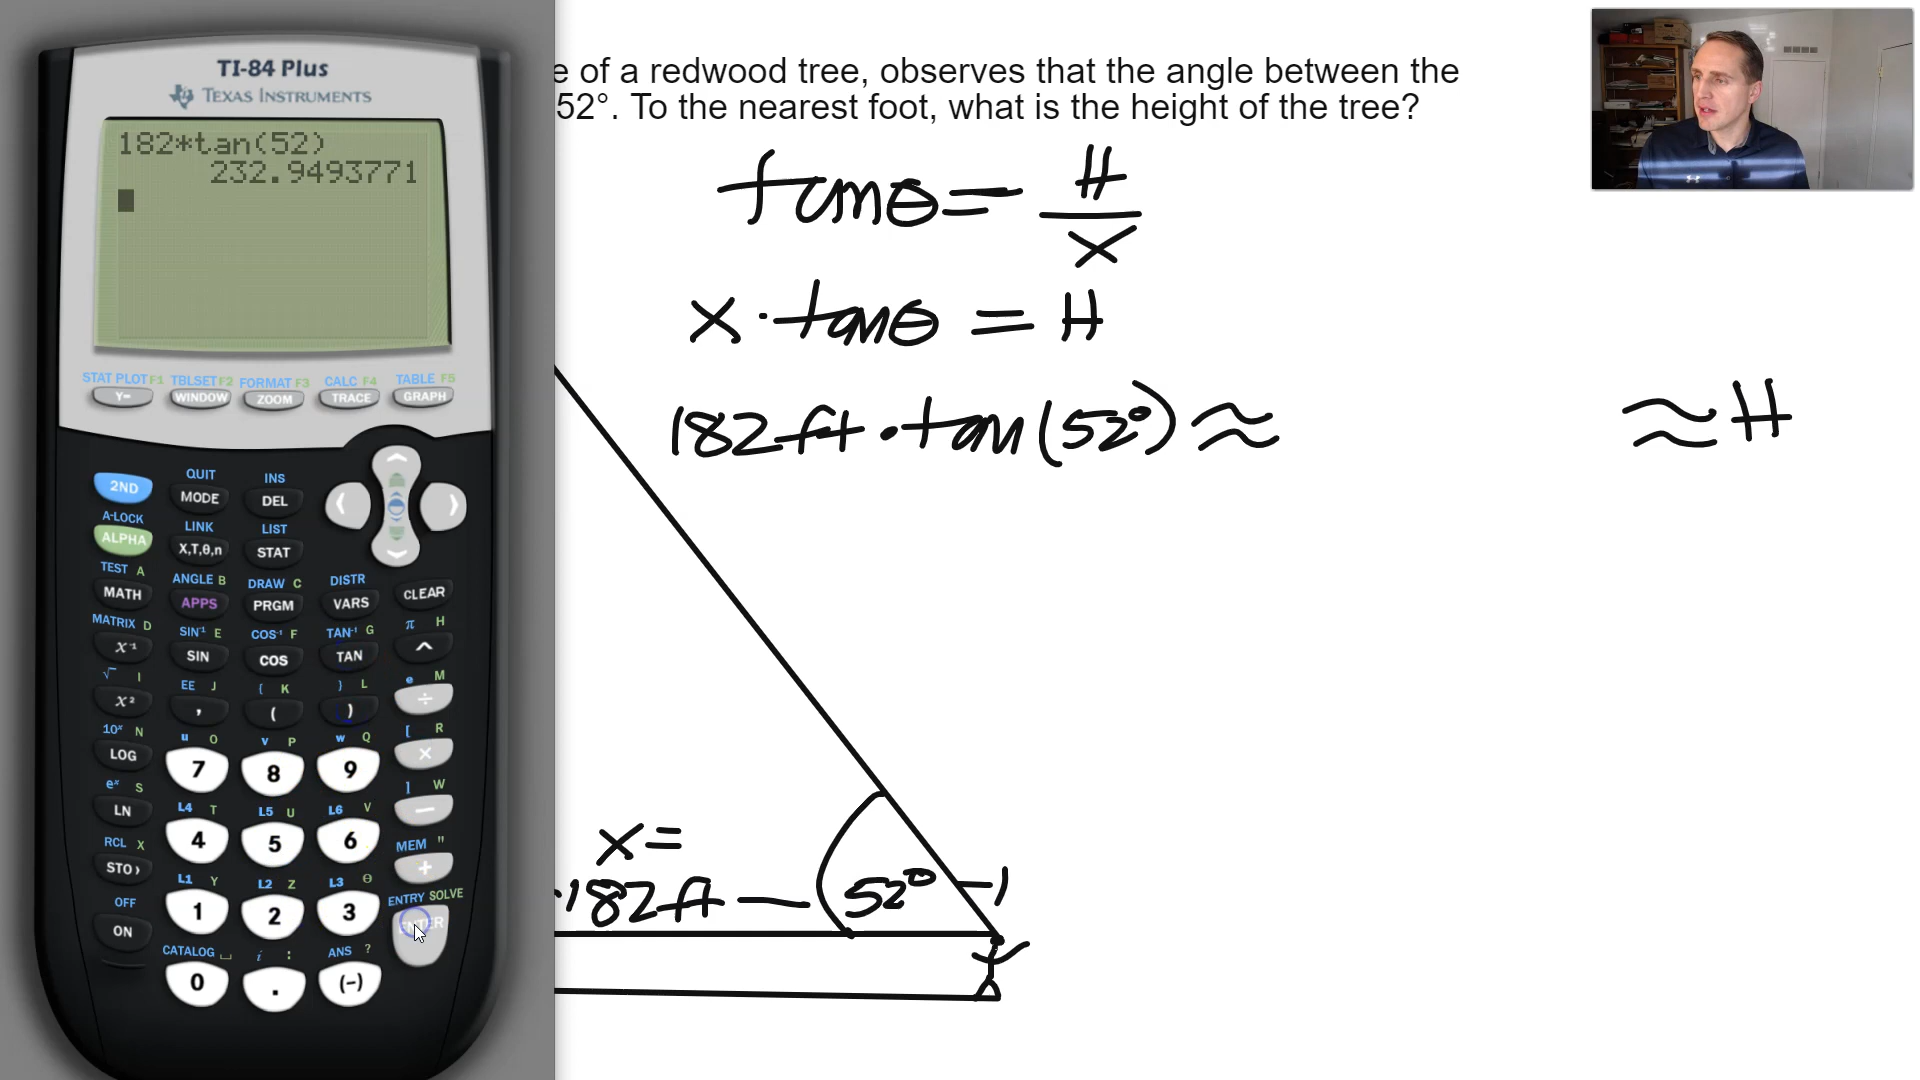 e of a redwood tree, observes that the angle between the
52°. To the nearest foot, what is the height of the tree?
TI-84 Plus
TEXAS INSTRUMENTS
182*tan(52)
232.9493771
tanθ = H/X
X · tanθ = H
182 ft · tan(52°) ≈ ≈ H
STAT PLOT F1 TBLSET F2 FORMAT F3 CALC F4 TABLE F5
Y= WINDOW ZOOM TRACE GRAPH
QUIT INS
2ND MODE DEL
A-LOCK LINK LIST
ALPHA X,T,θ,n STAT
TEST A ANGLE B DRAW C DISTR
MATH APPS PRGM VARS CLEAR
MATRIX D SIN⁻¹ E COS⁻¹ F TAN⁻¹ G π H
X⁻¹ SIN COS TAN ^
√ I EE J { K } L e M
X² , ( ) ÷
10ˣ N u O v P w Q [ R
LOG 7 8 9 ×
eˣ S L4 T L5 U L6 V ] W
LN 4 5 6 −
RCL X L1 Y L2 Z L3 θ MEM "
STO› 1 2 3 +
OFF CATALOG ⎵ i : ANS ? ENTRY SOLVE
ON 0 . (−) ENTER
X =
182 ft
52°